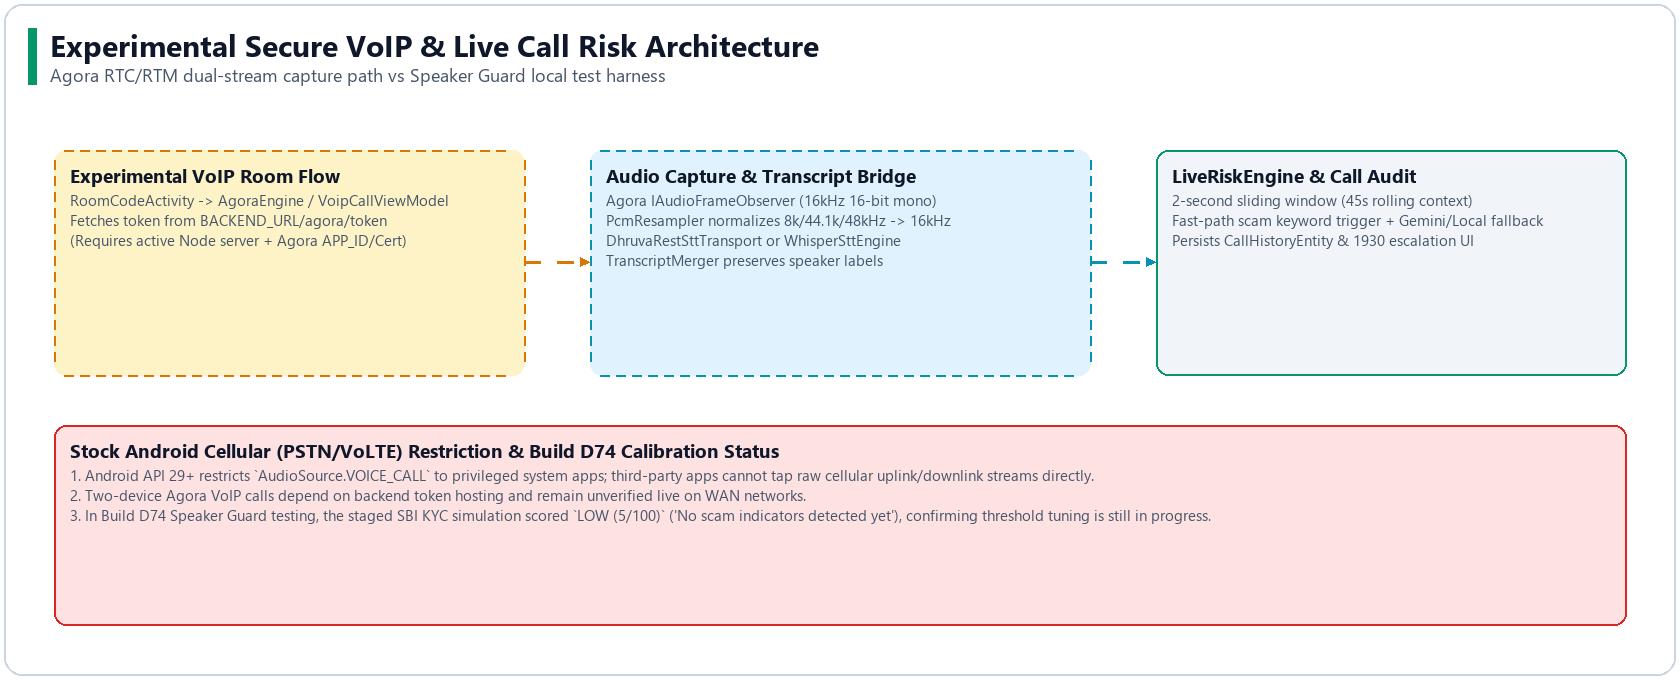 Experimental Secure VoIP & Live Call Risk Architecture
Agora RTC/RTM dual-stream capture path vs Speaker Guard local test harness
Experimental VoIP Room Flow
RoomCodeActivity -> AgoraEngine / VoipCallViewModel
Fetches token from BACKEND_URL/agora/token
(Requires active Node server + Agora APP_ID/Cert)
Audio Capture & Transcript Bridge
Agora IAudioFrameObserver (16kHz 16-bit mono)
PcmResampler normalizes 8k/44.1k/48kHz -> 16kHz
DhruvaRestSttTransport or WhisperSttEngine
TranscriptMerger preserves speaker labels
LiveRiskEngine & Call Audit
2-second sliding window (45s rolling context)
Fast-path scam keyword trigger + Gemini/Local fallback
Persists CallHistoryEntity & 1930 escalation UI
Stock Android Cellular (PSTN/VoLTE) Restriction & Build D74 Calibration Status
1. Android API 29+ restricts `AudioSource.VOICE_CALL` to privileged system apps; third-party apps cannot tap raw cellular uplink/downlink streams directly.
2. Two-device Agora VoIP calls depend on backend token hosting and remain unverified live on WAN networks.
3. In Build D74 Speaker Guard testing, the staged SBI KYC simulation scored `LOW (5/100)` ('No scam indicators detected yet'), confirming threshold tuning is still in progress.